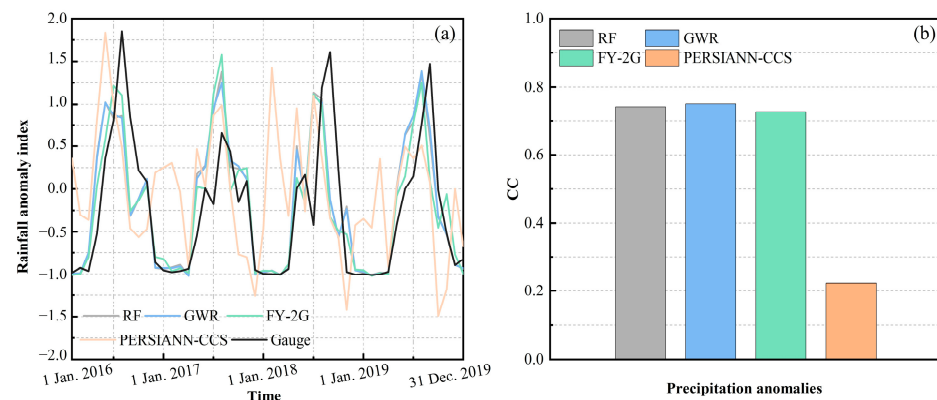 Rainfall anomaly index
2.0
1.5
1.0
0.5
0.0
−0.5
−1.0
−1.5
−2.0
(a)
RF GWR FY-2G
PERSIANN-CCS Gauge
1 Jan. 2016 1 Jan. 2017 1 Jan. 2018 1 Jan. 2019 31 Dec. 2019
Time
CC
1.0
0.8
0.6
0.4
0.2
0.0
(b)
RF GWR
FY-2G PERSIANN-CCS
Precipitation anomalies